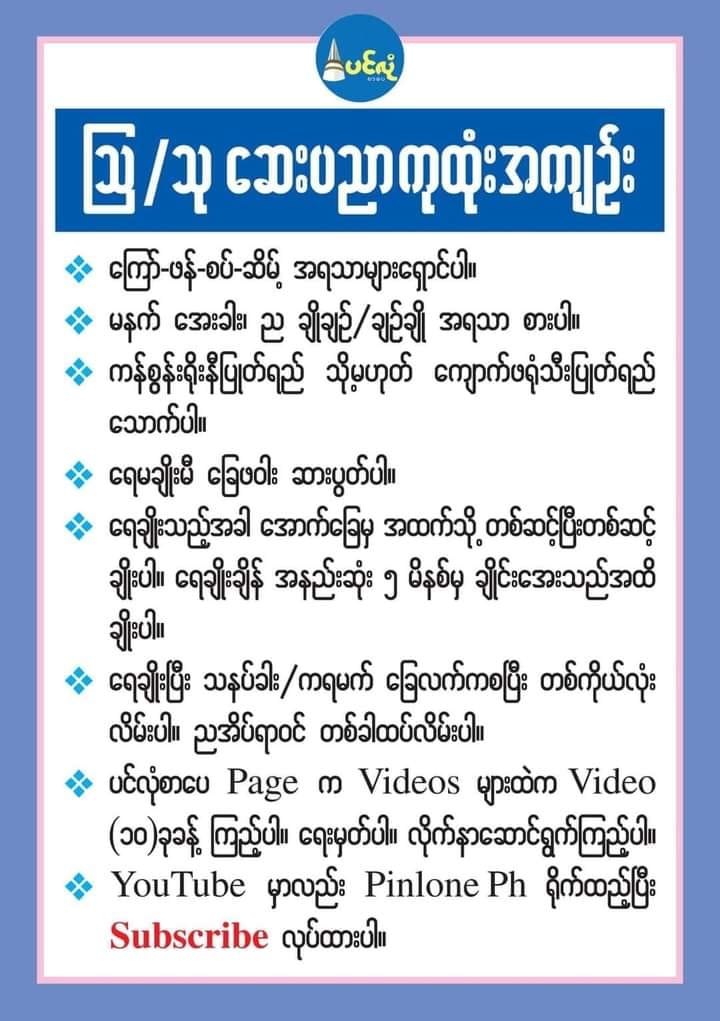 ပင်လုံ
စာပေ
ဩ/သု ဆေးပညာကုထုံးအကျဉ်း
ကြော်-ဖန်-စပ်-ဆိမ့် အရသာများရှောင်ပါ။
မနက် အေးခါး၊ ည ချိုချဉ်/ချဉ်ချို အရသာ စားပါ။
ကန်စွန်းရိုးနီပြုတ်ရည် သို့မဟုတ် ကျောက်ဖရုံသီးပြုတ်ရည်
သောက်ပါ။
ရေမချိုးမီ ခြေဖဝါး ဆားပွတ်ပါ။
ရေချိုးသည့်အခါ အောက်ခြေမှ အထက်သို့ တစ်ဆင့်ပြီးတစ်ဆင့်
ချိုးပါ။ ရေချိုးချိန် အနည်းဆုံး ၅ မိနစ်မှ ချိုင်းအေးသည်အထိ
ချိုးပါ။
ရေချိုးပြီး သနပ်ခါး/ကရမက် ခြေလက်ကစပြီး တစ်ကိုယ်လုံး
လိမ်းပါ။ ညအိပ်ရာဝင် တစ်ခါထပ်လိမ်းပါ။
ပင်လုံစာပေ Page က Videos များထဲက Video
(၁၀)ခုခန့် ကြည့်ပါ။ ရေးမှတ်ပါ။ လိုက်နာဆောင်ရွက်ကြည့်ပါ။
YouTube မှာလည်း Pinlone Ph ရိုက်ထည့်ပြီး
Subscribe လုပ်ထားပါ။